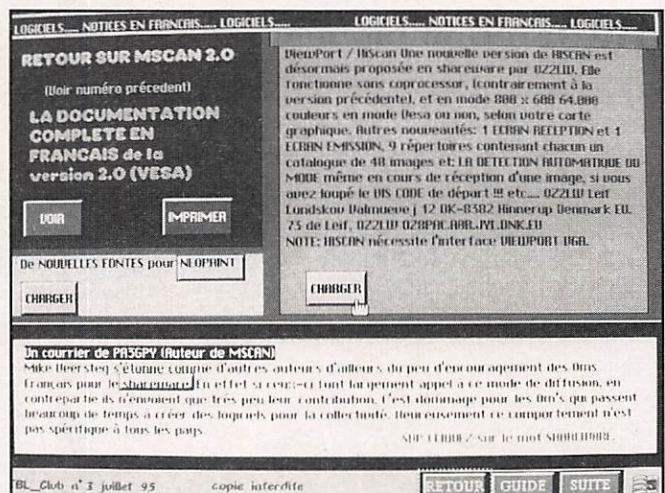 LOGICIELS..... NOTICES EN FRANCAIS..... LOGICIELS.....
LOGICIELS..... NOTICES EN FRANCAIS..... LOGICIELS.....
RETOUR SUR MSCAN 2.0
(Voir numéro précedent)
LA DOCUMENTATION
COMPLETE EN
FRANCAIS de la
version 2.0 (VESA)
VOIR
IMPRIMER
De NOUVELLES FONTES pour NEOPAINT
CHARGER
ViewPort / HiScan Une nouvelle version de HISCAN est
désormais proposée en shareware par OZ2LW. Elle
fonctionne sans coprocessor, (contrairement à la
version précédente), et en mode 800 x 600 64.000
couleurs en mode Vesa ou non, selon votre carte
graphique. Autres nouveautés: 1 ECRAN RECEPTION et 1
ECRAN EMISSION, 9 répertoires contenant chacun un
catalogue de 48 images et: LA DETECTION AUTOMATIQUE DU
MODE même en cours de réception d'une image, si vous
avez loupé le VIS CODE de départ !!! etc.... OZ2LW Leif
Lundskov Valmuevej 12 DK-8382 Hinnerup Denmark EU.
73 de Leif, OZ2LW
NOTE: HISCAN nécessite l'interface VIEWPORT VGA.
CHARGER
Un courrier de PA3GPY (Auteur de MSCAN)
Mike Veersteg s'étonne comme d'autres auteurs d'ailleurs du peu d'encouragement des Oms
Français pour le shareware. En effet si ceux-ci font largement appel à ce mode de diffusion, en
contrepartie ils n'envoient que très peu leur contribution. C'est dommage pour les Om's qui passent
beaucoup de temps à créer des logiciels pour la collectivité. Heureusement ce comportement n'est
pas spécifique à tous les pays.
SVP CLIQUEZ sur le mot SHAREWARE.
BL_Club n° 3 juillet 95
copie interdite
RETOUR
GUIDE
SUITE